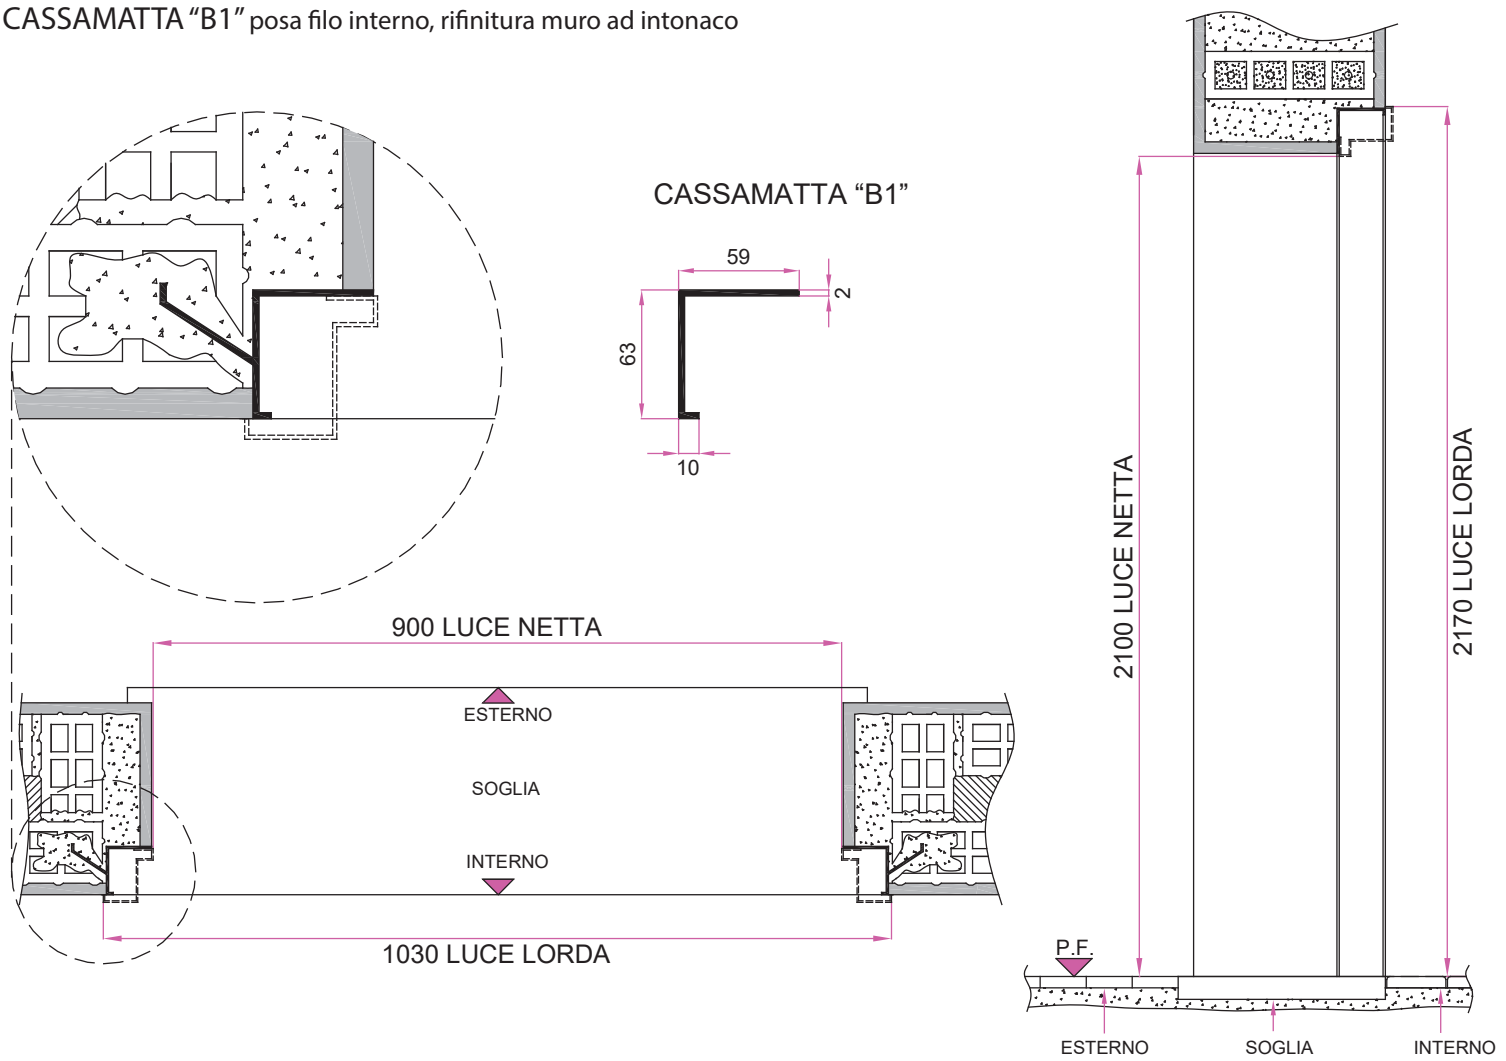 CASSAMATTA “B1” posa filo interno, rifinitura muro ad intonaco
CASSAMATTA “B1”
59
2
63
10
900 LUCE NETTA
ESTERNO
SOGLIA
INTERNO
1030 LUCE LORDA
2100 LUCE NETTA
2170 LUCE LORDA
P.F.
ESTERNO
SOGLIA
INTERNO